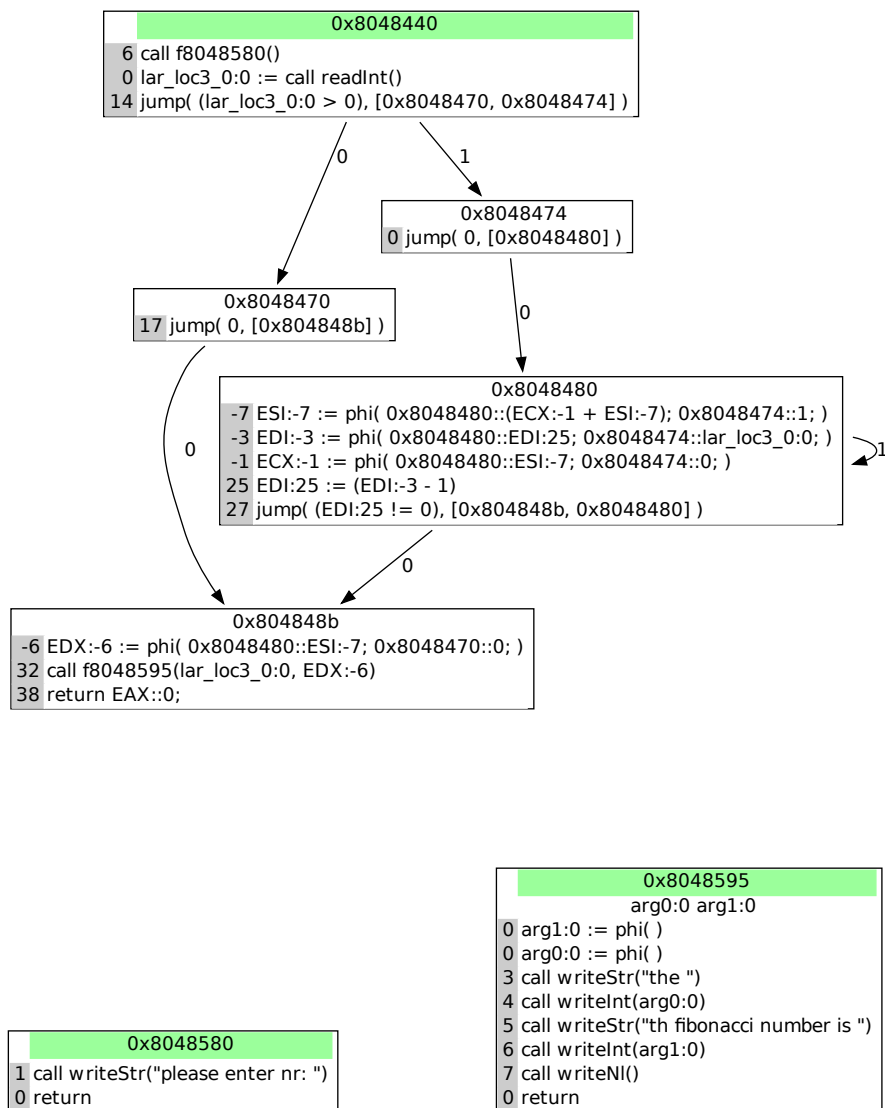 0x8048440
6 call f8048580()
0 lar_loc3_0:0 := call readInt()
14 jump( (lar_loc3_0:0 > 0), [0x8048470, 0x8048474] )
0
1
0x8048474
0 jump( 0, [0x8048480] )
0x8048470
17 jump( 0, [0x804848b] )
0
0x8048480
-7 ESI:-7 := phi( 0x8048480::(ECX:-1 + ESI:-7); 0x8048474::1; )
-3 EDI:-3 := phi( 0x8048480::EDI:25; 0x8048474::lar_loc3_0:0; )
-1 ECX:-1 := phi( 0x8048480::ESI:-7; 0x8048474::0; )
25 EDI:25 := (EDI:-3 - 1)
27 jump( (EDI:25 != 0), [0x804848b, 0x8048480] )
0
1
0
0x804848b
-6 EDX:-6 := phi( 0x8048480::ESI:-7; 0x8048470::0; )
32 call f8048595(lar_loc3_0:0, EDX:-6)
38 return EAX::0;
0x8048595
arg0:0 arg1:0
0 arg1:0 := phi( )
0 arg0:0 := phi( )
3 call writeStr("the ")
4 call writeInt(arg0:0)
5 call writeStr("th fibonacci number is ")
6 call writeInt(arg1:0)
7 call writeNl()
0 return
0x8048580
1 call writeStr("please enter nr: ")
0 return